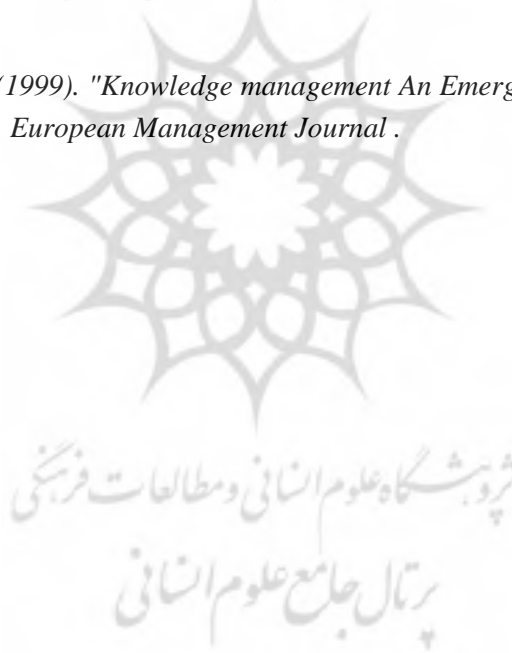 (1999). "Knowledge management An Emerg
European Management Journal .
پژوهشگاه علوم انسانی و مطالعات فرهنگی
پرتال جامع علوم انسانی